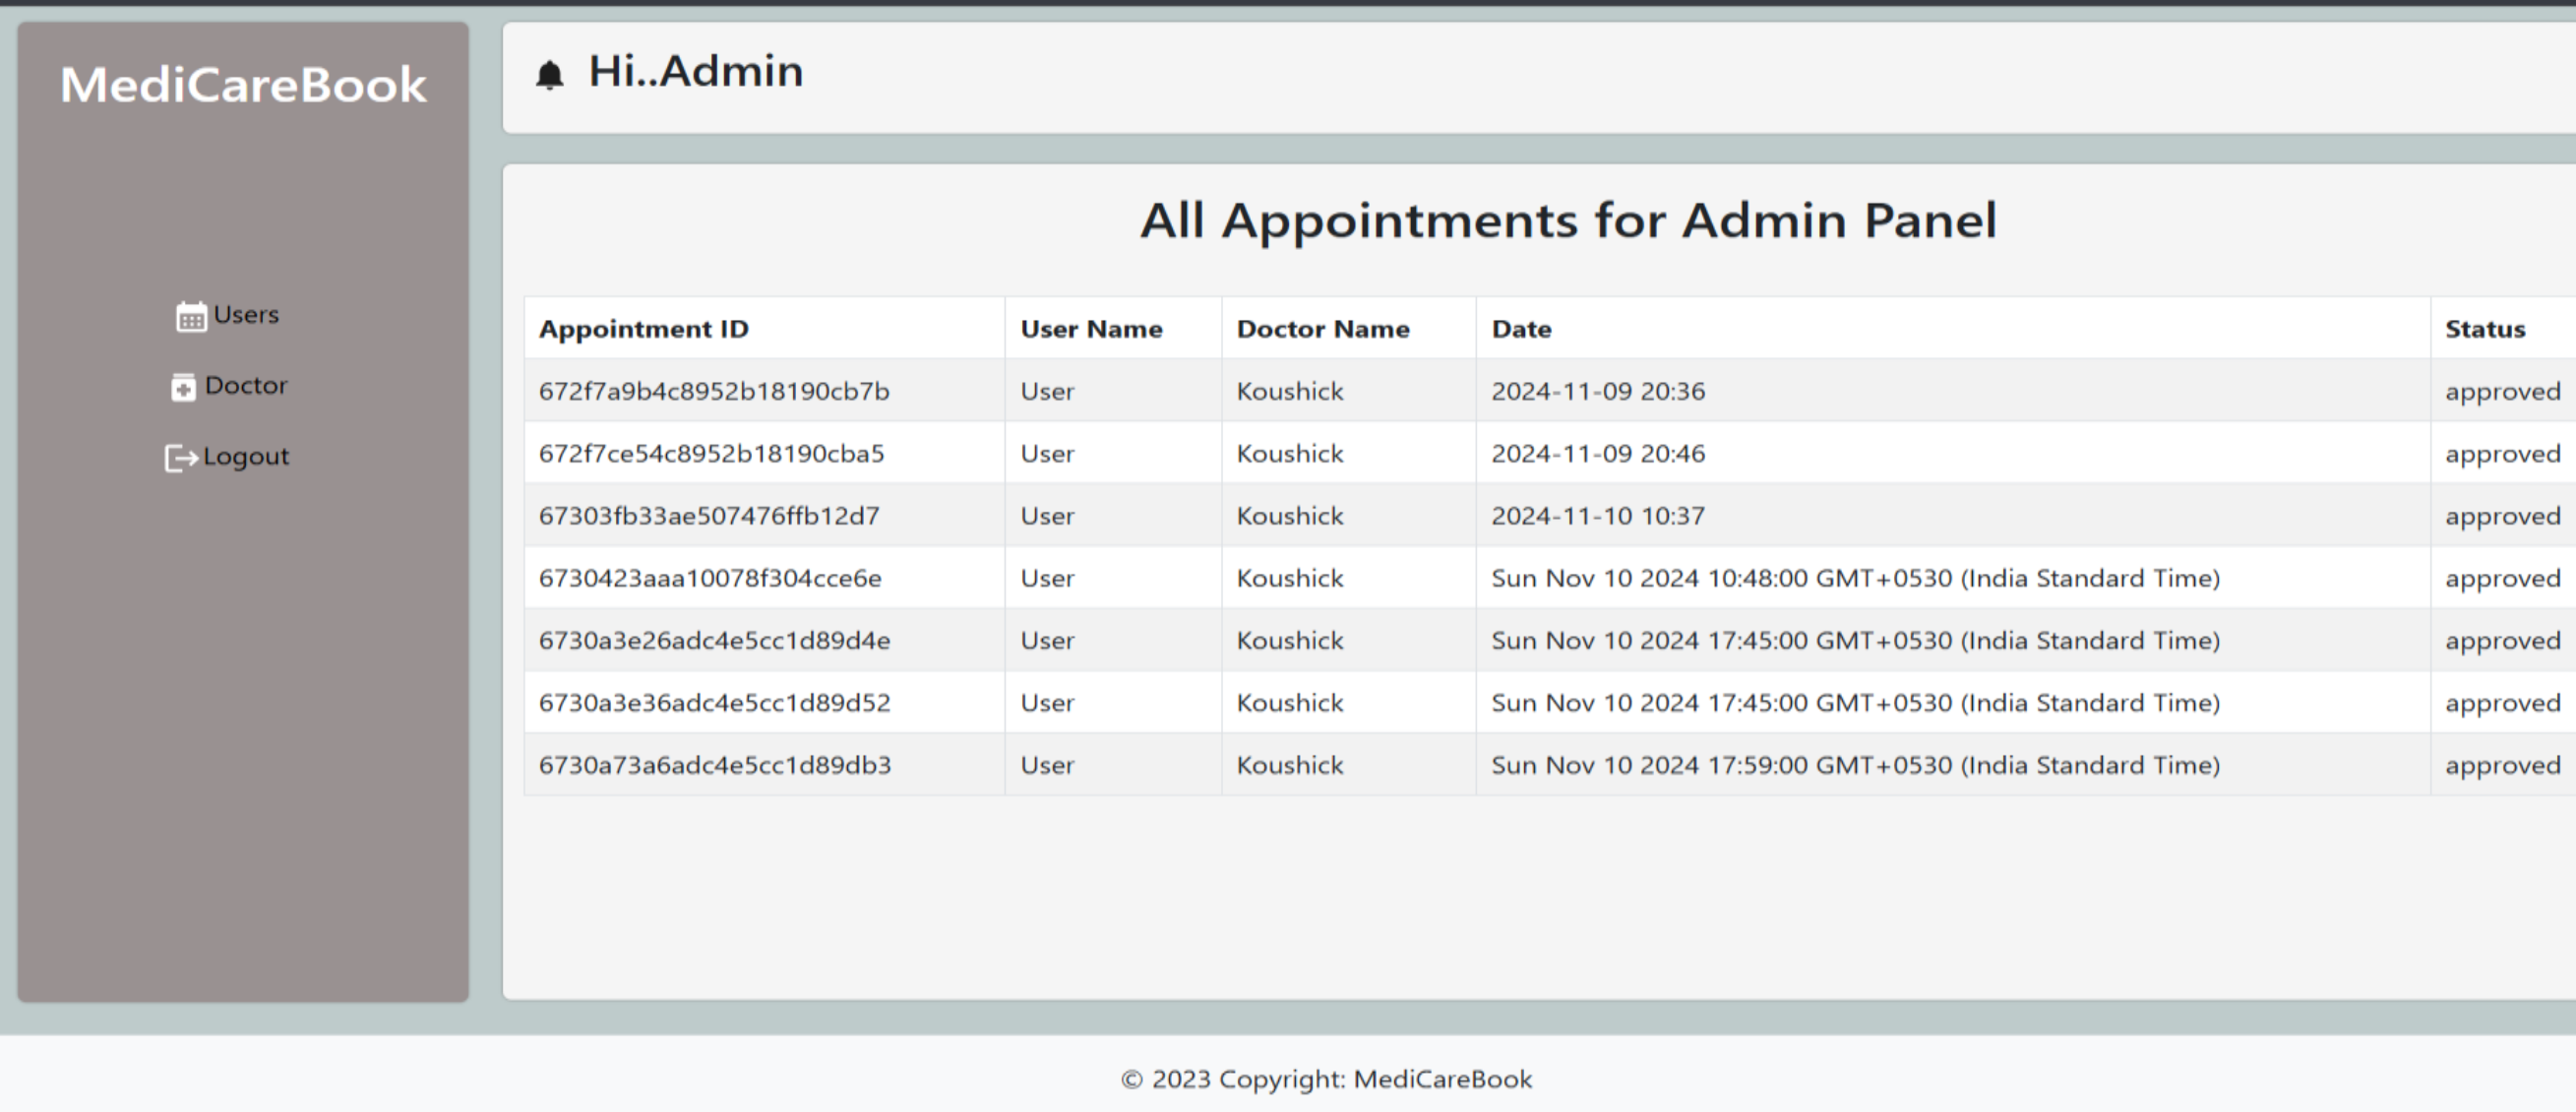 MediCareBook
Users
Doctor
Logout
Hi..Admin
All Appointments for Admin Panel
Appointment ID User Name Doctor Name Date Status
672f7a9b4c8952b18190cb7b User Koushick 2024-11-09 20:36 approved
672f7ce54c8952b18190cba5 User Koushick 2024-11-09 20:46 approved
67303fb33ae507476ffb12d7 User Koushick 2024-11-10 10:37 approved
6730423aaa10078f304cce6e User Koushick Sun Nov 10 2024 10:48:00 GMT+0530 (India Standard Time) approved
6730a3e26adc4e5cc1d89d4e User Koushick Sun Nov 10 2024 17:45:00 GMT+0530 (India Standard Time) approved
6730a3e36adc4e5cc1d89d52 User Koushick Sun Nov 10 2024 17:45:00 GMT+0530 (India Standard Time) approved
6730a73a6adc4e5cc1d89db3 User Koushick Sun Nov 10 2024 17:59:00 GMT+0530 (India Standard Time) approved
© 2023 Copyright: MediCareBook